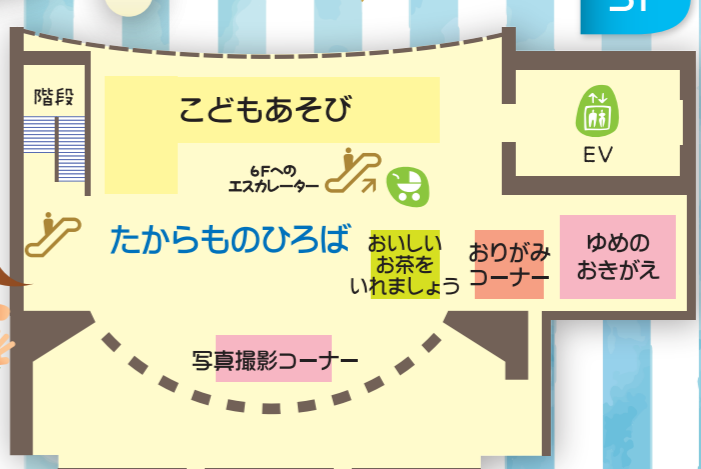 階段
こどもあそび
EV
6Fへの
エスカレーター
たからものひろば
おいしい
お茶を
いれましょう
おりがみ
コーナー
ゆめの
おきがえ
写真撮影コーナー